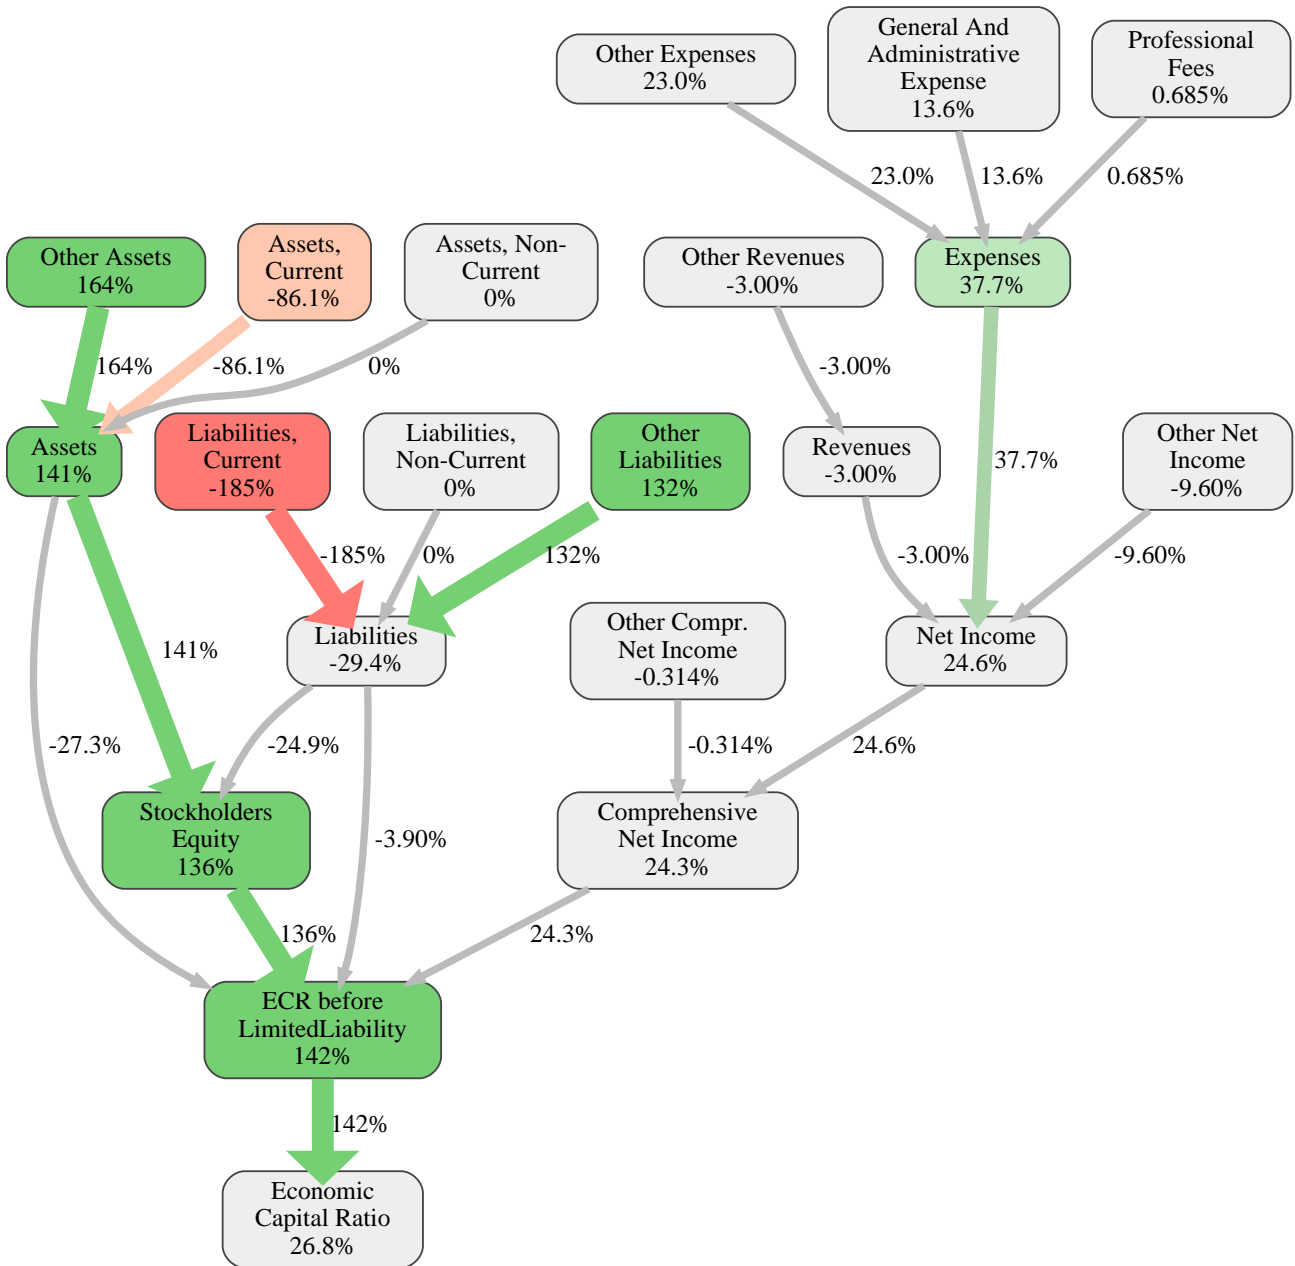 Other Expenses
23.0%
General And
Administrative
Expense
13.6%
Professional
Fees
0.685%
23.0%
13.6%
0.685%
Other Assets
164%
Assets,
Current
-86.1%
Assets, Non-
Current
0%
Other Revenues
-3.00%
Expenses
37.7%
164%
-86.1%
0%
-3.00%
Assets
141%
Liabilities,
Current
-185%
Liabilities,
Non-Current
0%
Other
Liabilities
132%
Revenues
-3.00%
37.7%
Other Net
Income
-9.60%
-185%
0%
132%
-3.00%
-9.60%
141%
Liabilities
-29.4%
Other Compr.
Net Income
-0.314%
Net Income
24.6%
-27.3%
-24.9%
-0.314%
24.6%
Stockholders
Equity
136%
-3.90%
Comprehensive
Net Income
24.3%
136%
24.3%
ECR before
LimitedLiability
142%
142%
Economic
Capital Ratio
26.8%